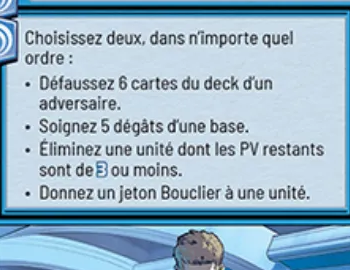 Choisissez deux, dans n'importe quel
ordre :
• Défaussez 6 cartes du deck d'un
adversaire.
• Soignez 5 dégâts d'une base.
• Éliminez une unité dont les PV restants
sont de 3 ou moins.
• Donnez un jeton Bouclier à une unité.